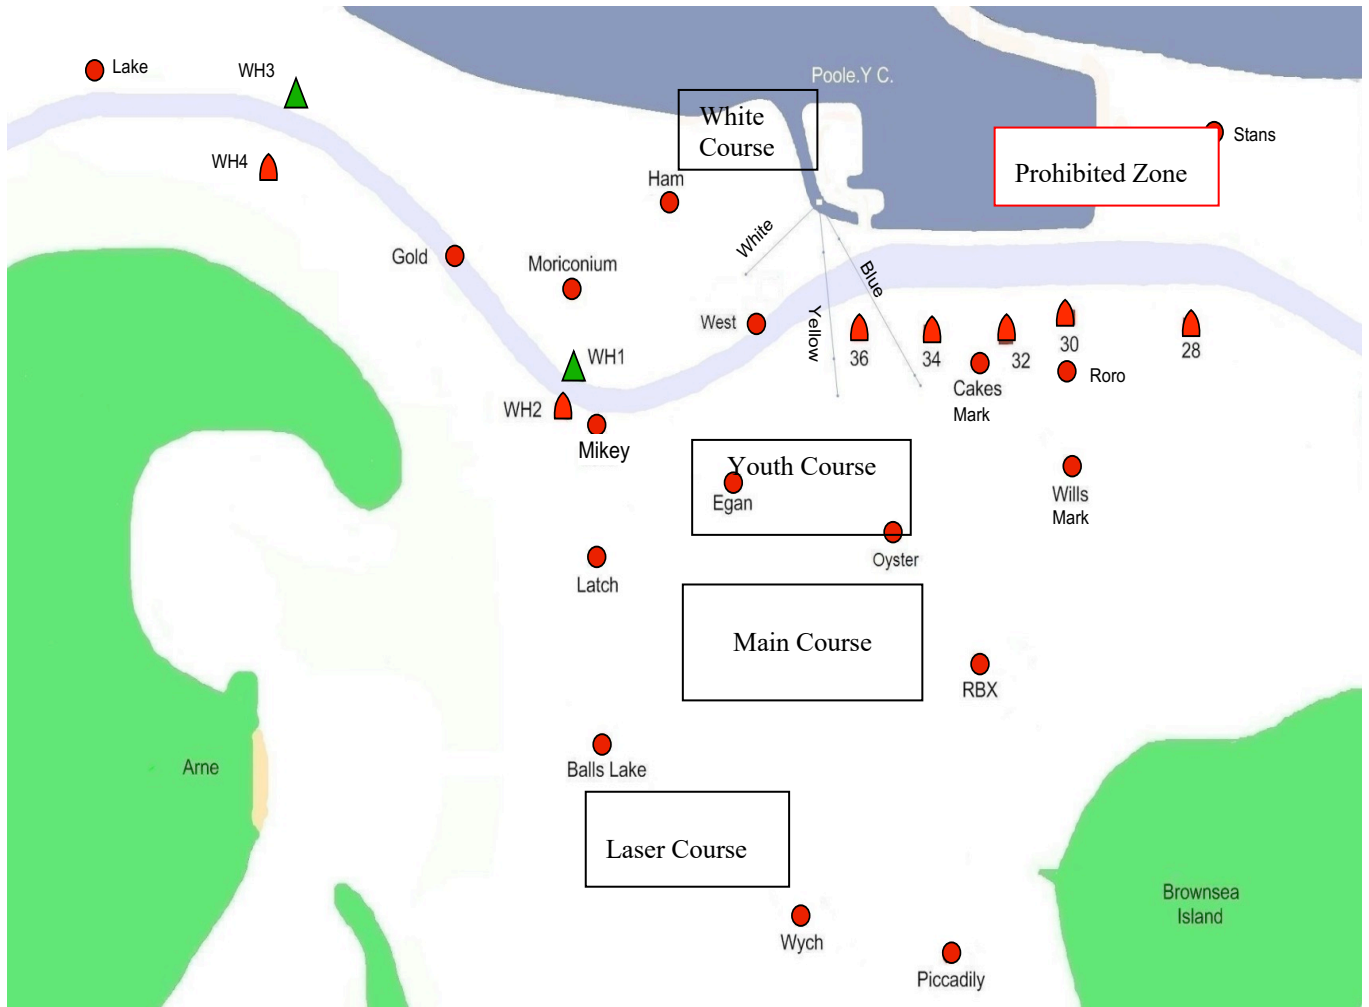 Lake
WH3
Poole.Y C.
White
Course
Stans
WH4
Prohibited Zone
Ham
White
Gold
Moriconium
Blue
West
Yellow
36
34
32
30
28
WH1
Cakes
Mark
Roro
WH2
Mikey
Youth Course
Egan
Wills
Mark
Oyster
Latch
Main Course
RBX
Arne
Balls Lake
Laser Course
Brownsea
Island
Wych
Piccadily